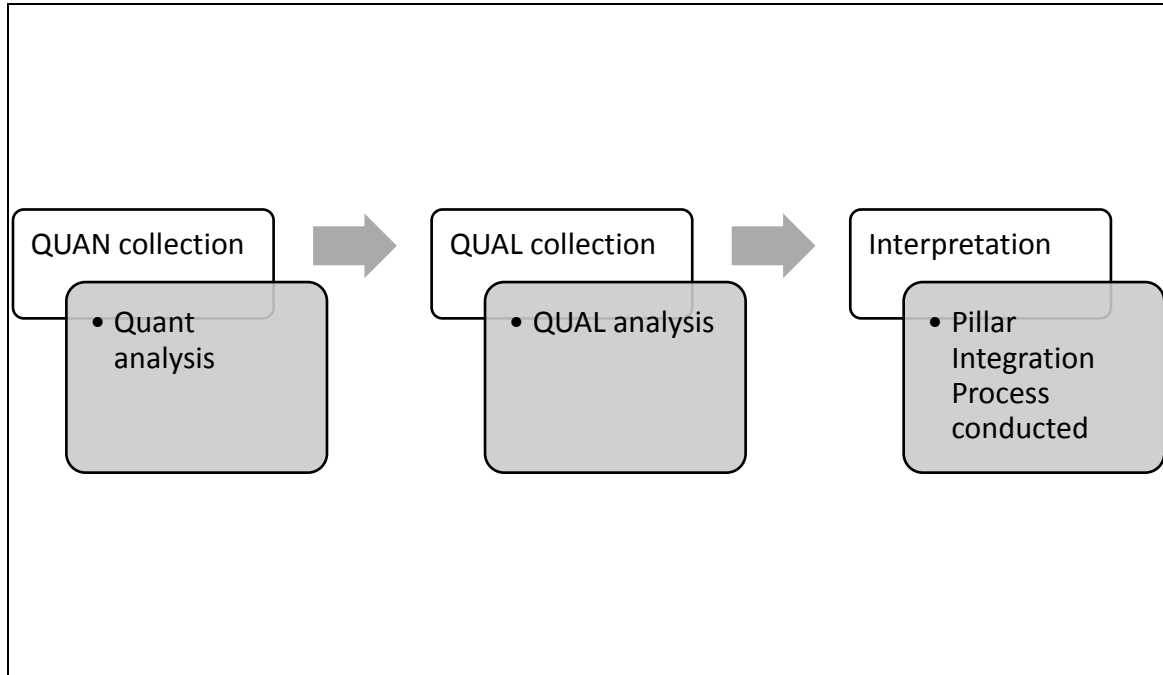 QUAN collection
• Quant
analysis
QUAL collection
• QUAL analysis
Interpretation
• Pillar
Integration
Process
conducted